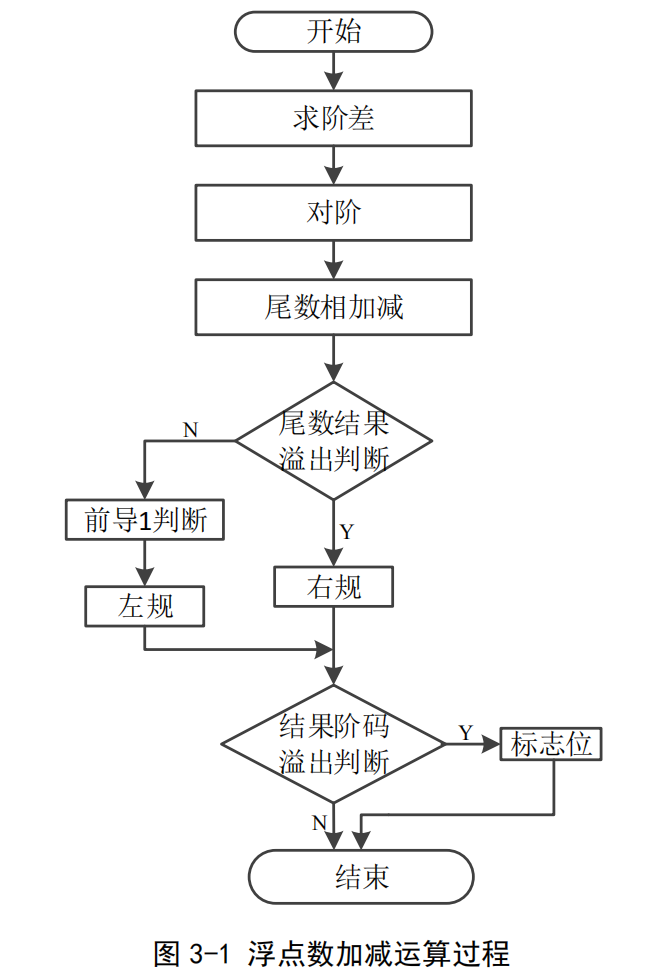 开始
求阶差
对阶
尾数相加减
尾数结果
溢出判断
N
前导1判断
Y
左规
右规
结果阶码
溢出判断
Y
标志位
N
结束
图 3-1 浮点数加减运算过程